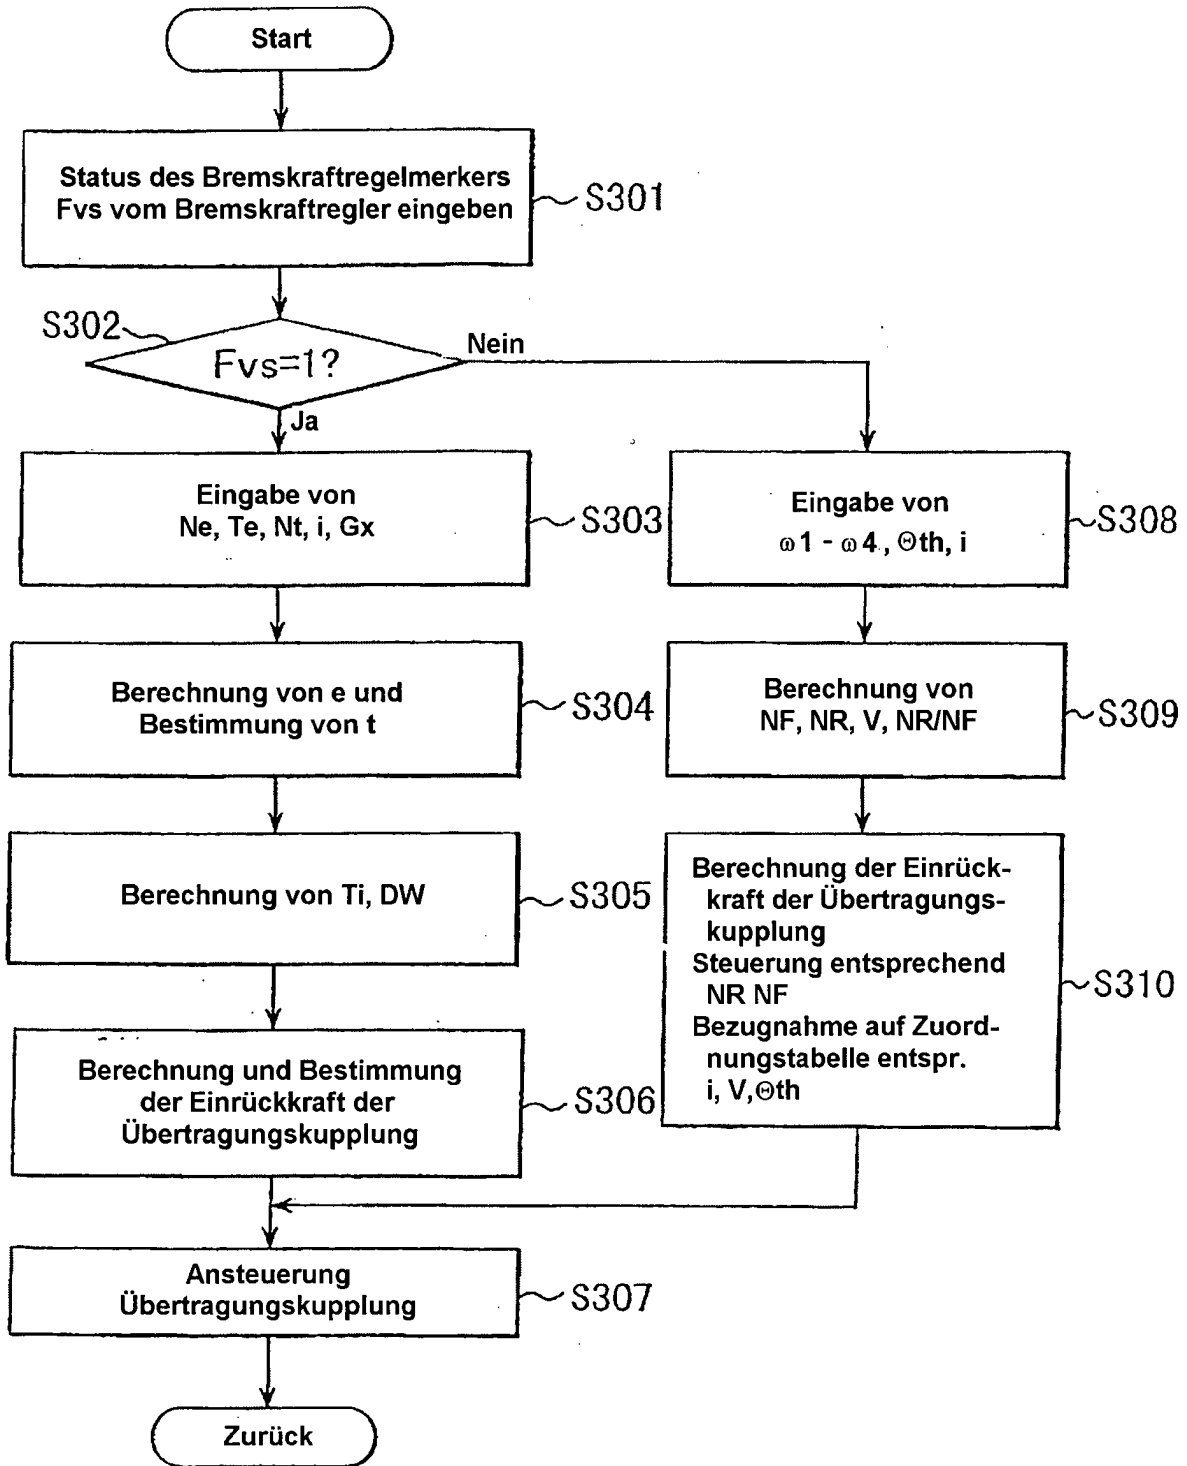 Start
Status des Bremskraftregelmerkers
Fvs vom Bremskraftregler eingeben
S301
S302
Fvs=1?
Nein
Ja
Eingabe von
Ne, Te, Nt, i, Gx
S303
Eingabe von
ω1 - ω4, Θth, i
S308
Berechnung von e und
Bestimmung von t
S304
Berechnung von
NF, NR, V, NR/NF
S309
Berechnung von Ti, DW
S305
Berechnung der Einrück-
kraft der Übertragungs-
kupplung
Steuerung entsprechend
NR NF
Bezugnahme auf Zuord-
nungstabelle entspr.
i, V,Θth
S310
Berechnung und Bestimmung
der Einrückkraft der
Übertragungskupplung
S306
Ansteuerung
Übertragungskupplung
S307
Zurück